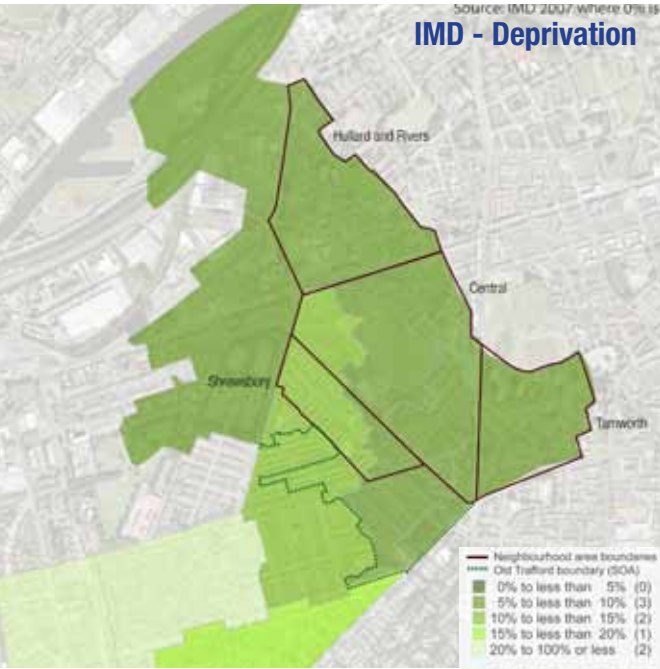 Source: IMD 2007 where 0% is
IMD - Deprivation
Hullard and Rivers
Central
Shrewsbury
Tamworth
Neighbourhood area boundaries
Old Trafford boundary (SOA)
0% to less than 5% (0)
5% to less than 10% (3)
10% to less than 15% (2)
15% to less than 20% (1)
20% to 100% or less (2)